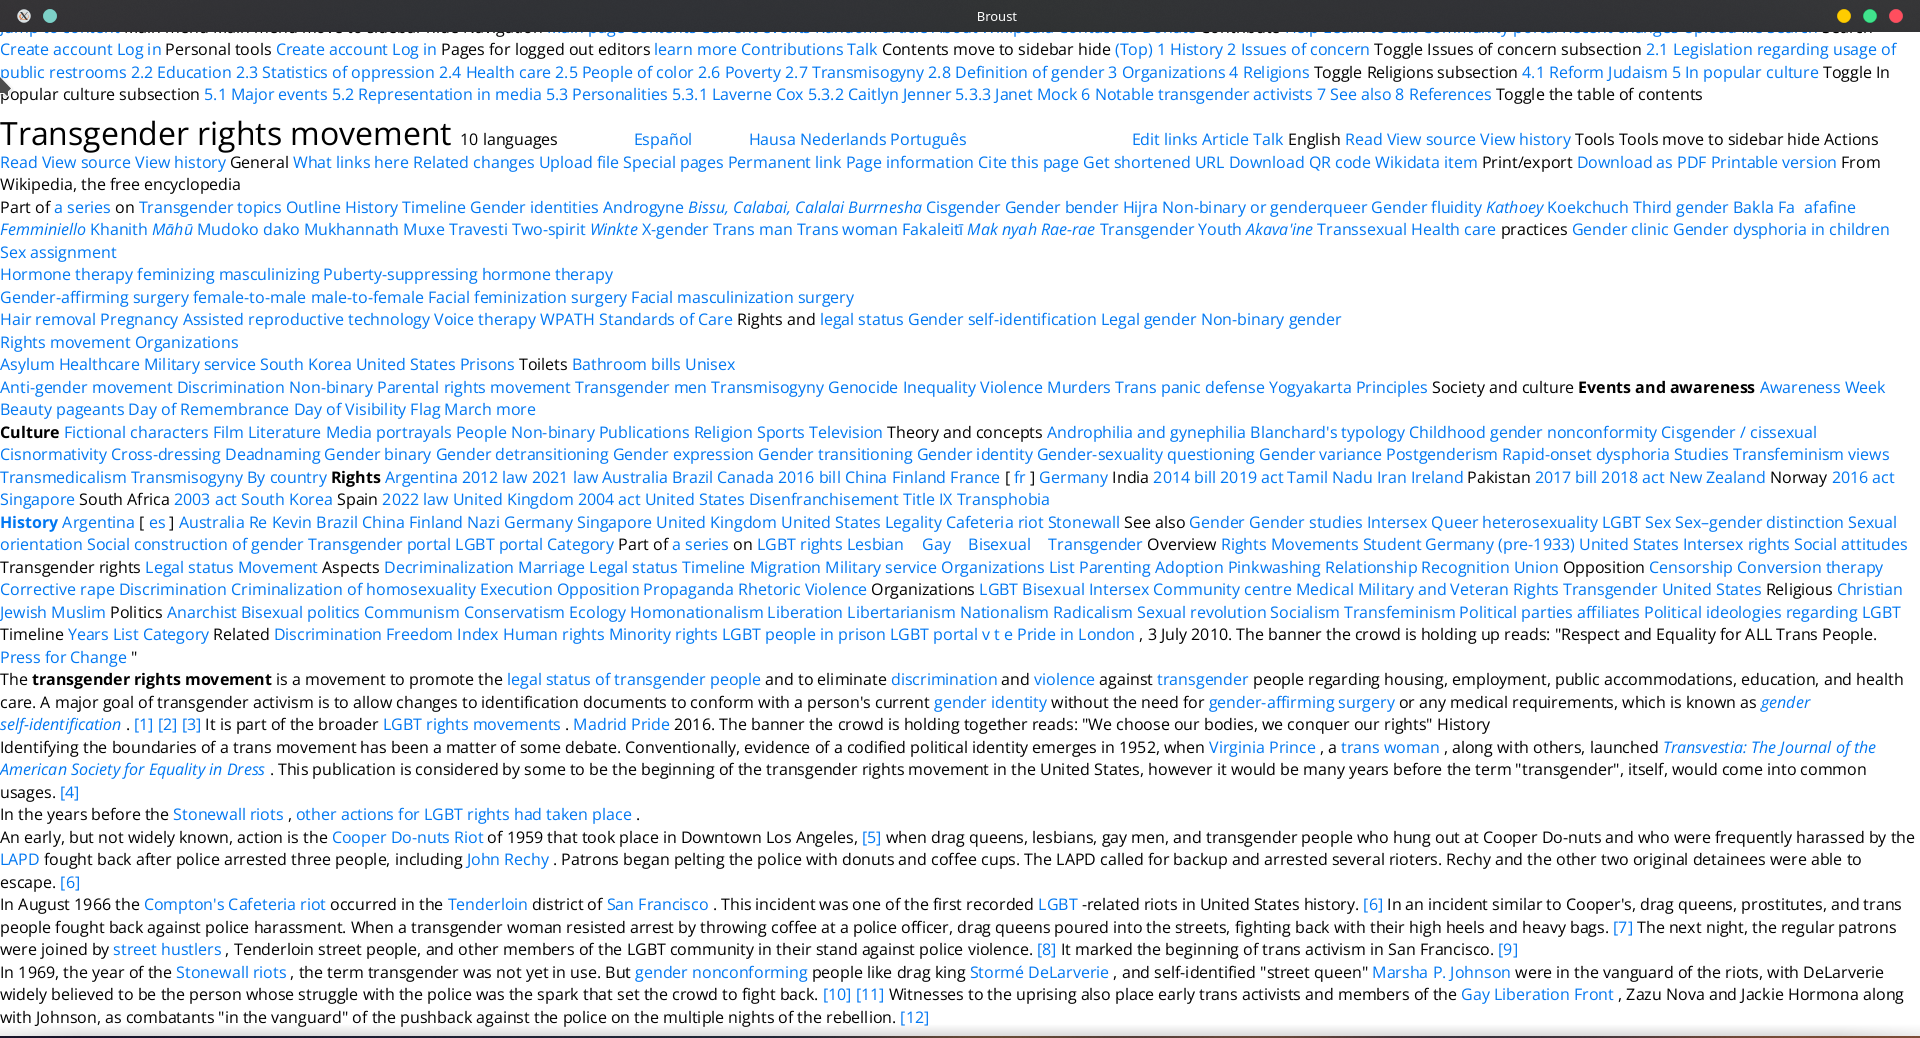 Broust
Create account Log in Personal tools Create account Log in Pages for logged out editors learn more Contributions Talk Contents move to sidebar hide (Top) 1 History 2 Issues of concern Toggle Issues of concern subsection 2.1 Legislation regarding usage of
public restrooms 2.2 Education 2.3 Statistics of oppression 2.4 Health care 2.5 People of color 2.6 Poverty 2.7 Transmisogyny 2.8 Definition of gender 3 Organizations 4 Religions Toggle Religions subsection 4.1 Reform Judaism 5 In popular culture Toggle In
popular culture subsection 5.1 Major events 5.2 Representation in media 5.3 Personalities 5.3.1 Laverne Cox 5.3.2 Caitlyn Jenner 5.3.3 Janet Mock 6 Notable transgender activists 7 See also 8 References Toggle the table of contents
Transgender rights movement 10 languages Español Hausa Nederlands Português Edit links Article Talk English Read View source View history Tools Tools move to sidebar hide Actions
Read View source View history General What links here Related changes Upload file Special pages Permanent link Page information Cite this page Get shortened URL Download QR code Wikidata item Print/export Download as PDF Printable version From
Wikipedia, the free encyclopedia
Part of a series on Transgender topics Outline History Timeline Gender identities Androgyne Bissu, Calabai, Calalai Burrnesha Cisgender Gender bender Hijra Non-binary or genderqueer Gender fluidity Kathoey Koekchuch Third gender Bakla Fa afafine
Femminiello Khanith Māhū Mudoko dako Mukhannath Muxe Travesti Two-spirit Winkte X-gender Trans man Trans woman Fakaleitī Mak nyah Rae-rae Transgender Youth Akava'ine Transsexual Health care practices Gender clinic Gender dysphoria in children
Sex assignment
Hormone therapy feminizing masculinizing Puberty-suppressing hormone therapy
Gender-affirming surgery female-to-male male-to-female Facial feminization surgery Facial masculinization surgery
Hair removal Pregnancy Assisted reproductive technology Voice therapy WPATH Standards of Care Rights and legal status Gender self-identification Legal gender Non-binary gender
Rights movement Organizations
Asylum Healthcare Military service South Korea United States Prisons Toilets Bathroom bills Unisex
Anti-gender movement Discrimination Non-binary Parental rights movement Transgender men Transmisogyny Genocide Inequality Violence Murders Trans panic defense Yogyakarta Principles Society and culture Events and awareness Awareness Week
Beauty pageants Day of Remembrance Day of Visibility Flag March more
Culture Fictional characters Film Literature Media portrayals People Non-binary Publications Religion Sports Television Theory and concepts Androphilia and gynephilia Blanchard's typology Childhood gender nonconformity Cisgender / cissexual
Cisnormativity Cross-dressing Deadnaming Gender binary Gender detransitioning Gender expression Gender transitioning Gender identity Gender-sexuality questioning Gender variance Postgenderism Rapid-onset dysphoria Studies Transfeminism views
Transmedicalism Transmisogyny By country Rights Argentina 2012 law 2021 law Australia Brazil Canada 2016 bill China Finland France [ fr ] Germany India 2014 bill 2019 act Tamil Nadu Iran Ireland Pakistan 2017 bill 2018 act New Zealand Norway 2016 act
Singapore South Africa 2003 act South Korea Spain 2022 law United Kingdom 2004 act United States Disenfranchisement Title IX Transphobia
History Argentina [ es ] Australia Re Kevin Brazil China Finland Nazi Germany Singapore United Kingdom United States Legality Cafeteria riot Stonewall See also Gender Gender studies Intersex Queer heterosexuality LGBT Sex Sex–gender distinction Sexual
orientation Social construction of gender Transgender portal LGBT portal Category Part of a series on LGBT rights Lesbian Gay Bisexual Transgender Overview Rights Movements Student Germany (pre-1933) United States Intersex rights Social attitudes
Transgender rights Legal status Movement Aspects Decriminalization Marriage Legal status Timeline Migration Military service Organizations List Parenting Adoption Pinkwashing Relationship Recognition Union Opposition Censorship Conversion therapy
Corrective rape Discrimination Criminalization of homosexuality Execution Opposition Propaganda Rhetoric Violence Organizations LGBT Bisexual Intersex Community centre Medical Military and Veteran Rights Transgender United States Religious Christian
Jewish Muslim Politics Anarchist Bisexual politics Communism Conservatism Ecology Homonationalism Liberation Libertarianism Nationalism Radicalism Sexual revolution Socialism Transfeminism Political parties affiliates Political ideologies regarding LGBT
Timeline Years List Category Related Discrimination Freedom Index Human rights Minority rights LGBT people in prison LGBT portal v t e Pride in London , 3 July 2010. The banner the crowd is holding up reads: "Respect and Equality for ALL Trans People.
Press for Change "
The transgender rights movement is a movement to promote the legal status of transgender people and to eliminate discrimination and violence against transgender people regarding housing, employment, public accommodations, education, and health
care. A major goal of transgender activism is to allow changes to identification documents to conform with a person's current gender identity without the need for gender-affirming surgery or any medical requirements, which is known as gender
self-identification . [1] [2] [3] It is part of the broader LGBT rights movements . Madrid Pride 2016. The banner the crowd is holding together reads: "We chose our bodies, we conquer our rights" History
Identifying the boundaries of a trans movement has been a matter of some debate. Conventionally, evidence of a codified political identity emerges in 1952, when Virginia Prince , a trans woman , along with others, launched Transvestia: The Journal of the
American Society for Equality in Dress . This publication is considered by some to be the beginning of the transgender rights movement in the United States, however it would be many years before the term "transgender", itself, would come into common
usages. [4]
In the years before the Stonewall riots , other actions for LGBT rights had taken place .
An early, but not widely known, action is the Cooper Do-nuts Riot of 1959 that took place in Downtown Los Angeles, [5] when drag queens, lesbians, gay men, and transgender people who hung out at Cooper Do-nuts and who were frequently harassed by the
LAPD fought back after police arrested three people, including John Rechy . Patrons began pelting the police with donuts and coffee cups. The LAPD called for backup and arrested several rioters. Rechy and the other two original detainees were able to
escape. [6]
In August 1966 the Compton's Cafeteria riot occurred in the Tenderloin district of San Francisco . This incident was one of the first recorded LGBT -related riots in United States history. [6] In an incident similar to Cooper's, drag queens, prostitutes, and trans
people fought back against police harassment. When a transgender woman resisted arrest by throwing coffee at a police officer, drag queens poured into the streets, fighting back with their high heels and heavy bags. [7] The next night, the regular patrons
were joined by street hustlers , Tenderloin street people, and other members of the LGBT community in their stand against police violence. [8] It marked the beginning of trans activism in San Francisco. [9]
In 1969, the year of the Stonewall riots , the term transgender was not yet in use. But gender nonconforming people like drag king Stormé DeLarverie , and self-identified "street queen" Marsha P. Johnson were in the vanguard of the riots, with DeLarverie
widely believed to be the person whose struggle with the police was the spark that set the crowd to fight back. [10] [11] Witnesses to the uprising also place early trans activists and members of the Gay Liberation Front , Zazu Nova and Jackie Hormona along
with Johnson, as combatants "in the vanguard" of the pushback against the police on the multiple nights of the rebellion. [12]